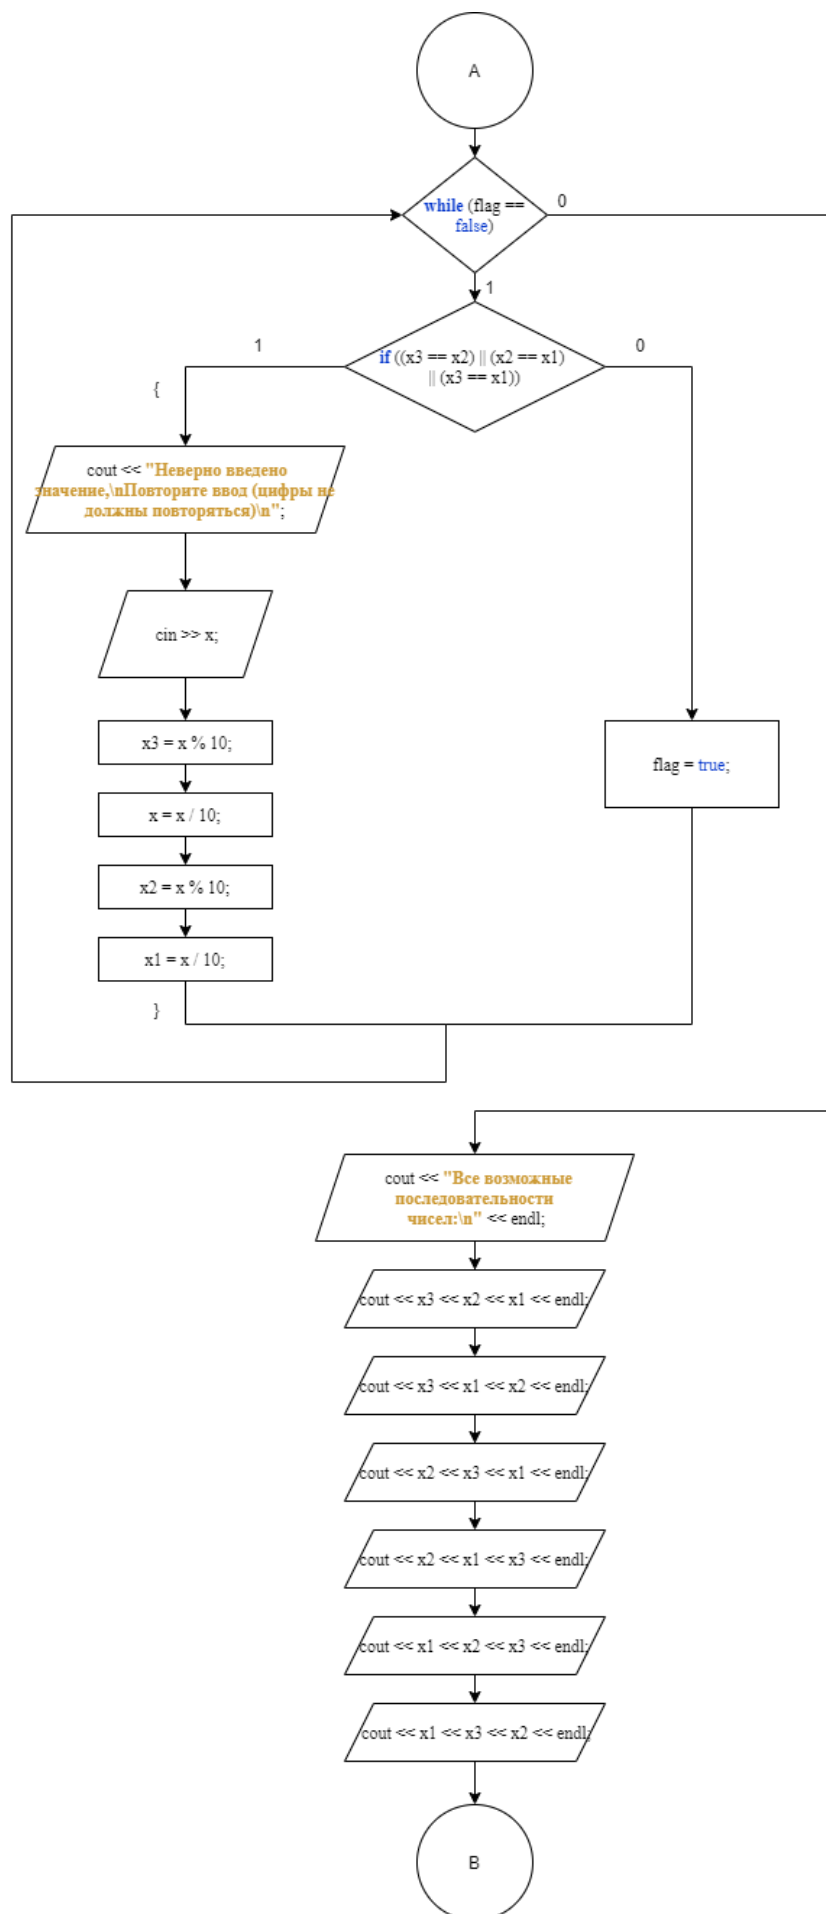 A
while (flag ==
false)
0
1
if ((x3 == x2) || (x2 == x1)
|| (x3 == x1))
1
0
{
cout << "Неверно введено
значение,\nПовторите ввод (цифры не
должны повторяться)\n";
cin >> x;
x3 = x % 10;
x = x / 10;
x2 = x % 10;
x1 = x / 10;
}
flag = true;
cout << "Все возможные
последовательности
чисел:\n" << endl;
cout << x3 << x2 << x1 << endl;
cout << x3 << x1 << x2 << endl;
cout << x2 << x3 << x1 << endl;
cout << x2 << x1 << x3 << endl;
cout << x1 << x2 << x3 << endl;
cout << x1 << x3 << x2 << endl;
B